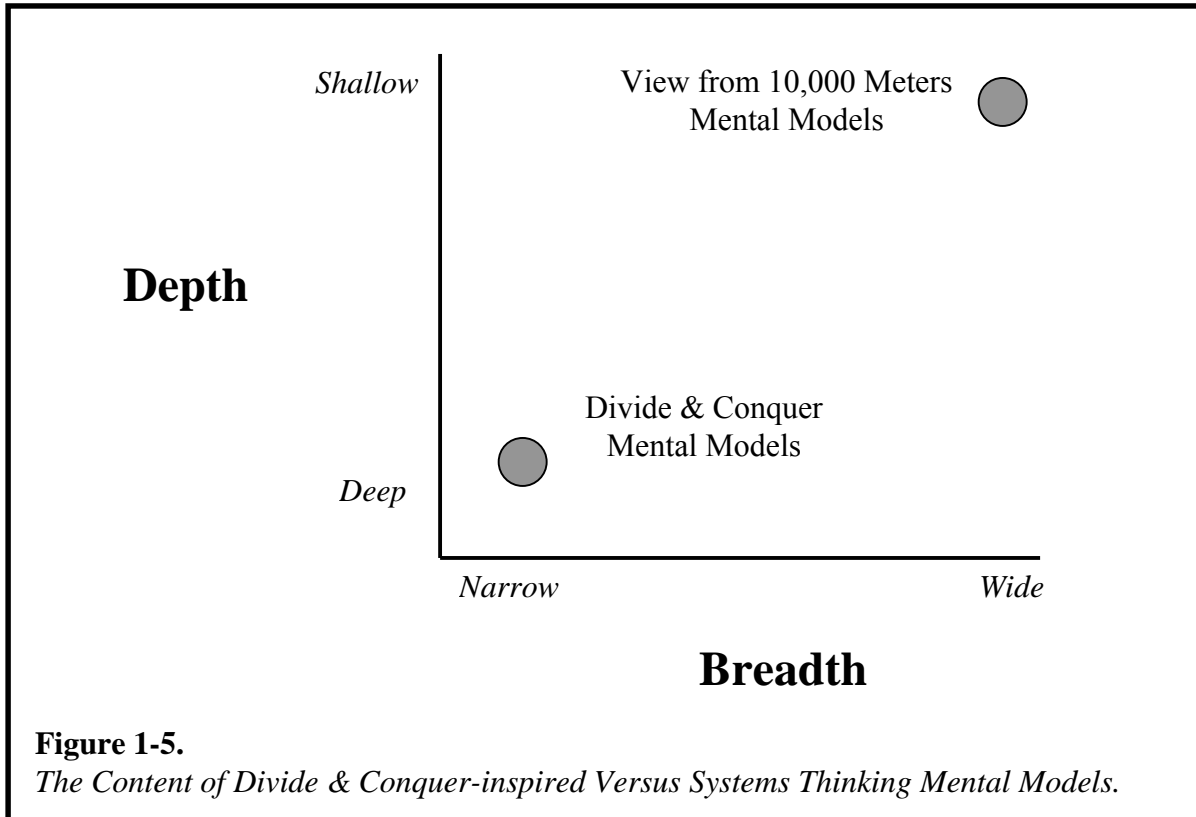 Shallow
View from 10,000 Meters
Mental Models
Depth
Divide & Conquer
Mental Models
Deep
Narrow
Wide
Breadth
Figure 1-5.
The Content of Divide & Conquer-inspired Versus Systems Thinking Mental Models.